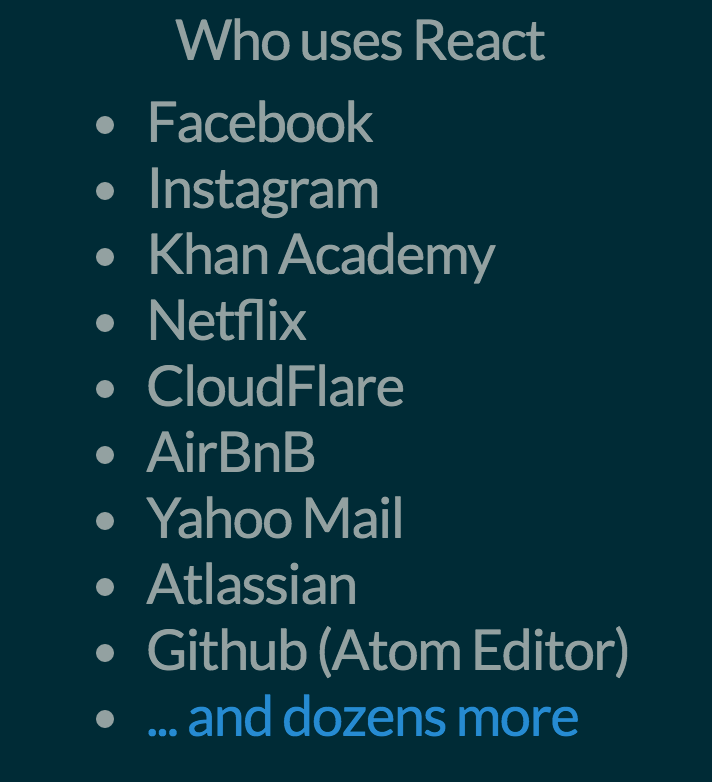 Who uses React
• Facebook
• Instagram
• Khan Academy
• Netflix
• CloudFlare
• AirBnB
• Yahoo Mail
• Atlassian
• Github (Atom Editor)
• ... and dozens more